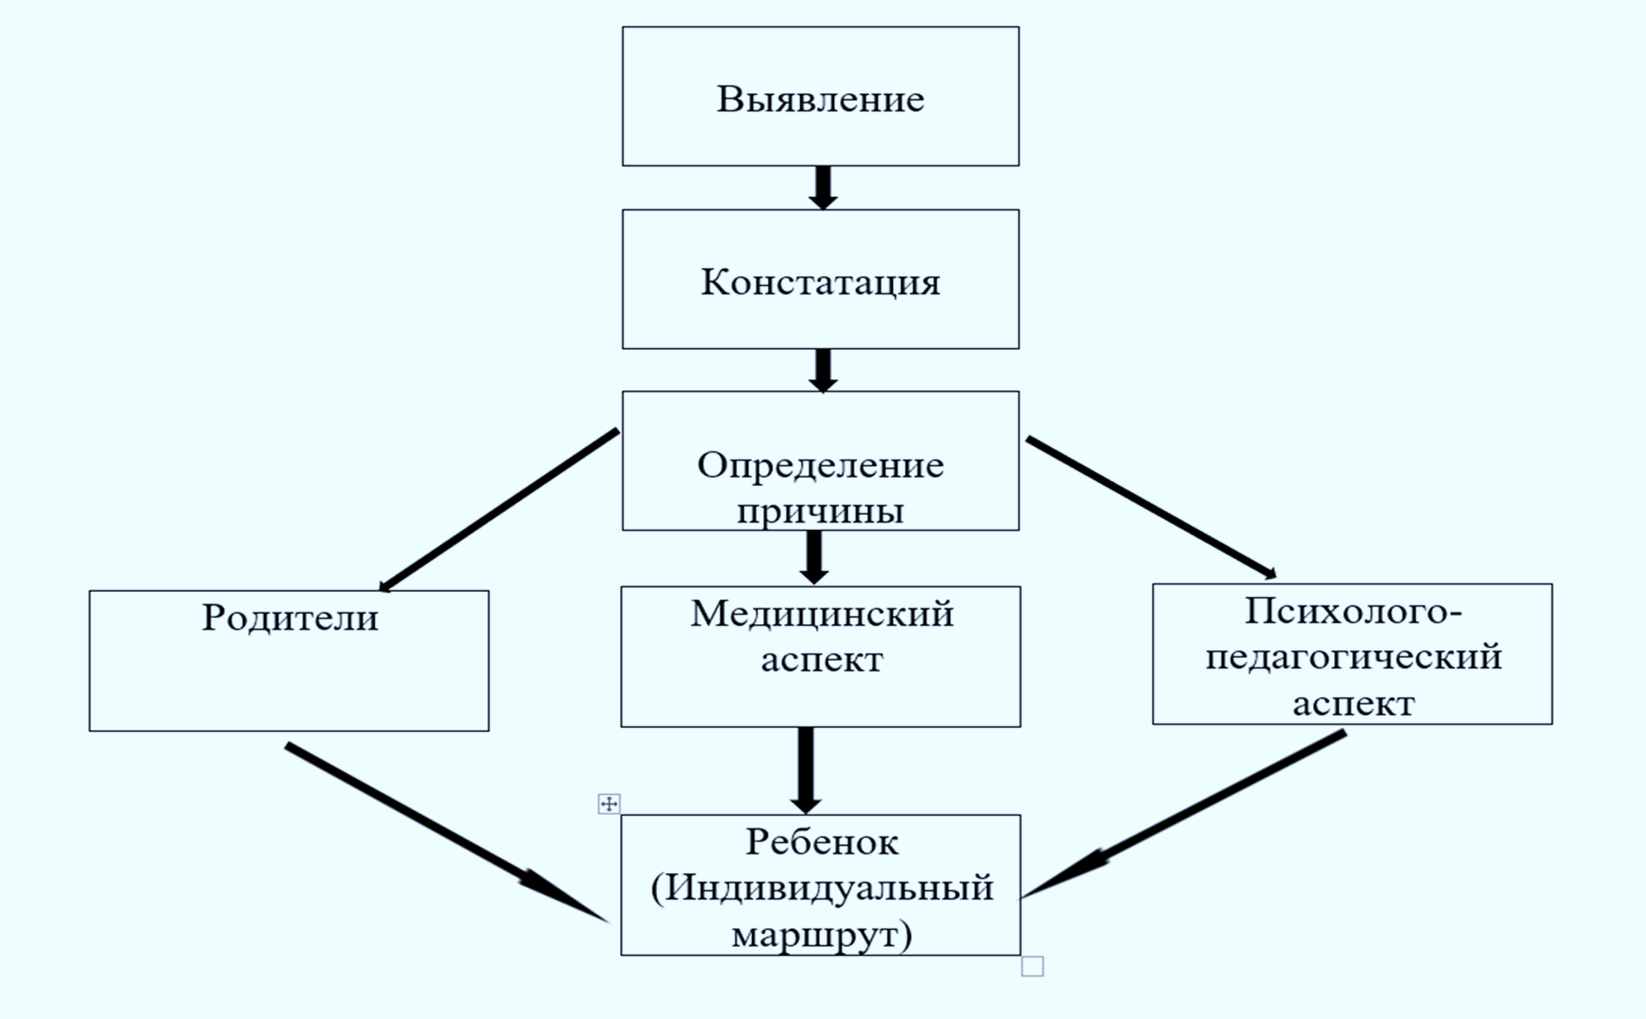 Выявление
Констатация
Определение
причины
Родители
Медицинский
аспект
Психолого-
педагогический
аспект
Ребенок
(Индивидуальный
маршрут)